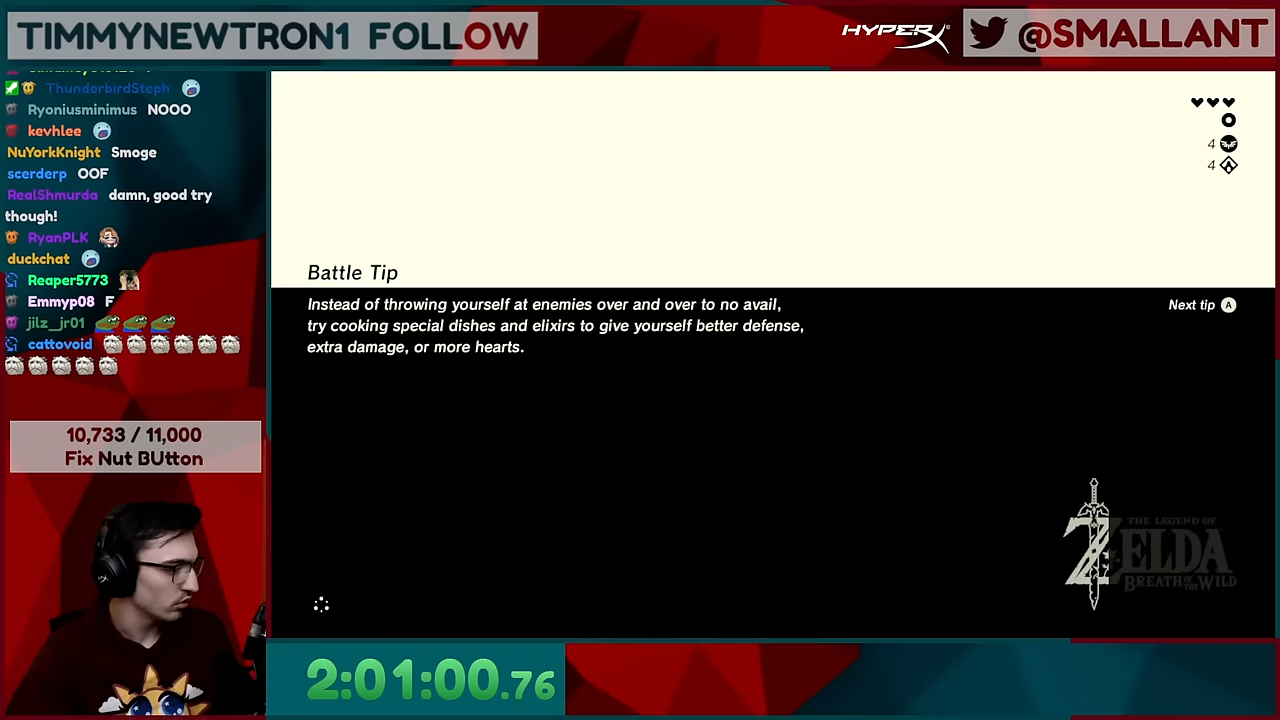 TIMMYNEWTRON1 FOLLOW
HYPERX
@SMALLANT
ThunderbirdSteph
Ryoniusminimus NOOO
kevhlee
NuYorkKnight Smoge
scerderp OOF
RealShmurda damn, good try
though!
RyanPLK
duckchat
Reaper5773
Emmyp08 F
jilz_jr01
cattovoid
10,733 / 11,000
Fix Nut BUtton
4
4
Battle Tip
Instead of throwing yourself at enemies over and over to no avail,
try cooking special dishes and elixirs to give yourself better defense,
extra damage, or more hearts.
Next tip A
THE LEGEND OF
ZELDA
BREATH OF THE WILD
2:01:00.76